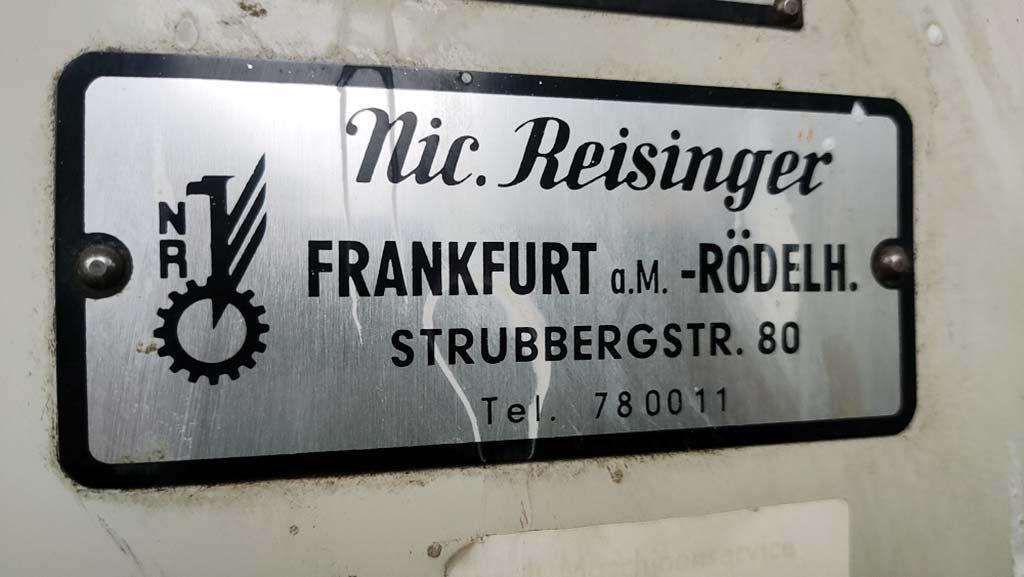 Nic. Reisinger
NR
FRANKFURT a.M. -RÖDELH.
STRUBBERGSTR. 80
Tel. 780011